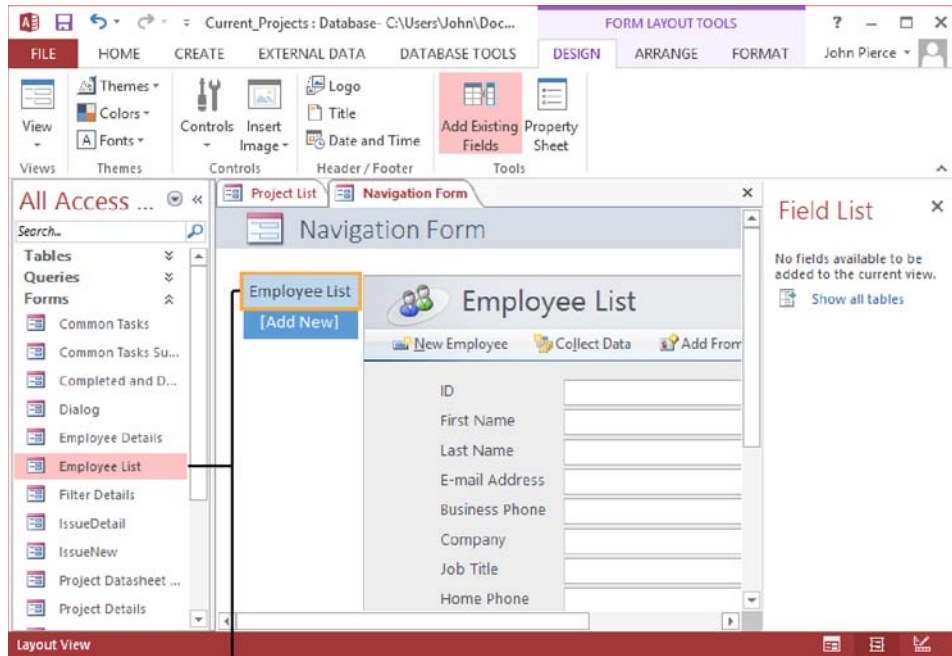 Current_Projects : Database- C:\Users\John\Doc...
FORM LAYOUT TOOLS
?
FILE
HOME
CREATE
EXTERNAL DATA
DATABASE TOOLS
DESIGN
ARRANGE
FORMAT
John Pierce
View
Themes
Colors
A Fonts
Controls
Insert
Image
Logo
Title
Date and Time
Add Existing
Fields
Property
Sheet
Views
Themes
Controls
Header / Footer
Tools
All Access ...
Search...
Tables
Queries
Forms
Common Tasks
Common Tasks Su...
Completed and D...
Dialog
Employee Details
Employee List
Filter Details
IssueDetail
IssueNew
Project Datasheet ...
Project Details
Project List
Navigation Form
Navigation Form
Employee List
[Add New]
Employee List
New Employee
Collect Data
Add From
ID
First Name
Last Name
E-mail Address
Business Phone
Company
Job Title
Home Phone
Field List
No fields available to be
added to the current view.
Show all tables
Layout View